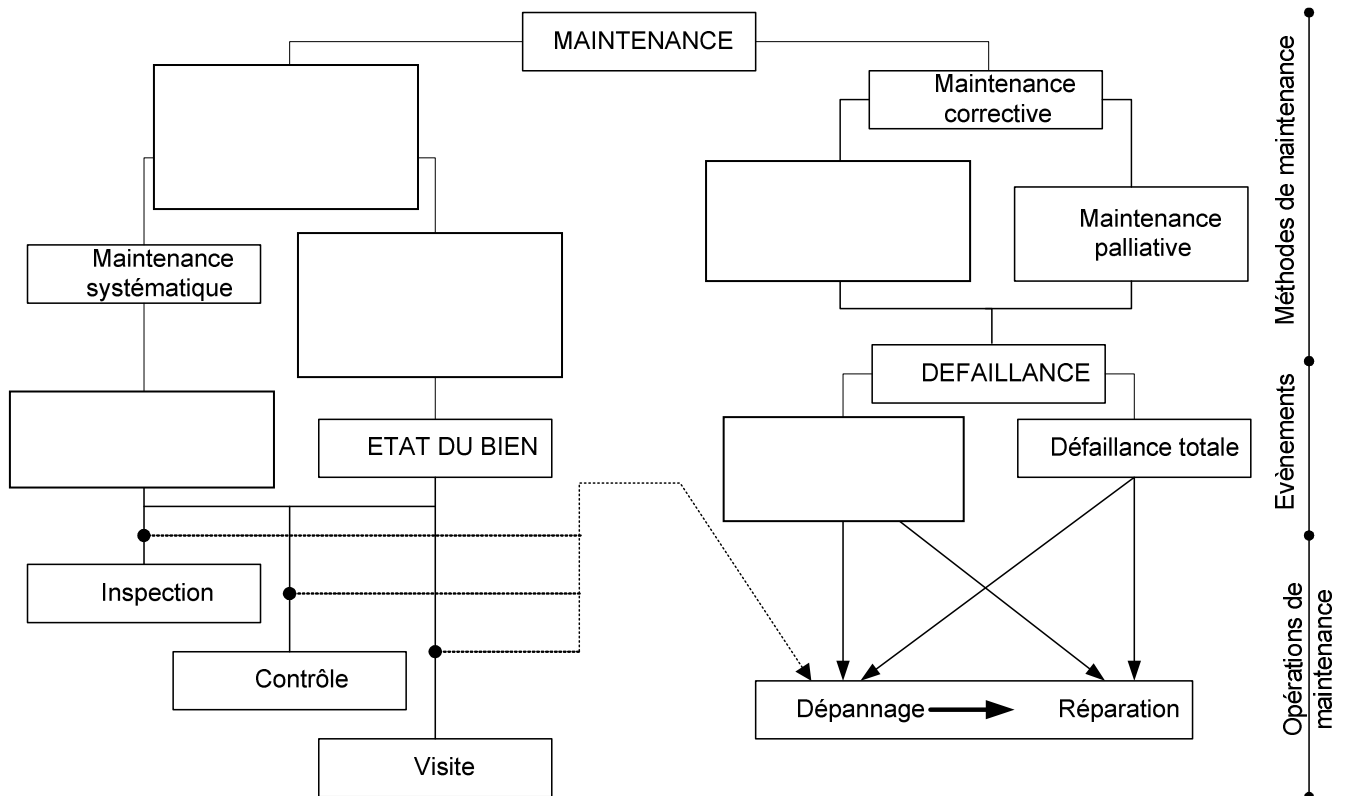 MAINTENANCE
Maintenance
corrective
Maintenance
palliative
Maintenance
systématique
DEFAILLANCE
ETAT DU BIEN
Défaillance totale
Inspection
Contrôle
Visite
Dépannage
Réparation
Méthodes de maintenance
Evènements
Opérations de
maintenance